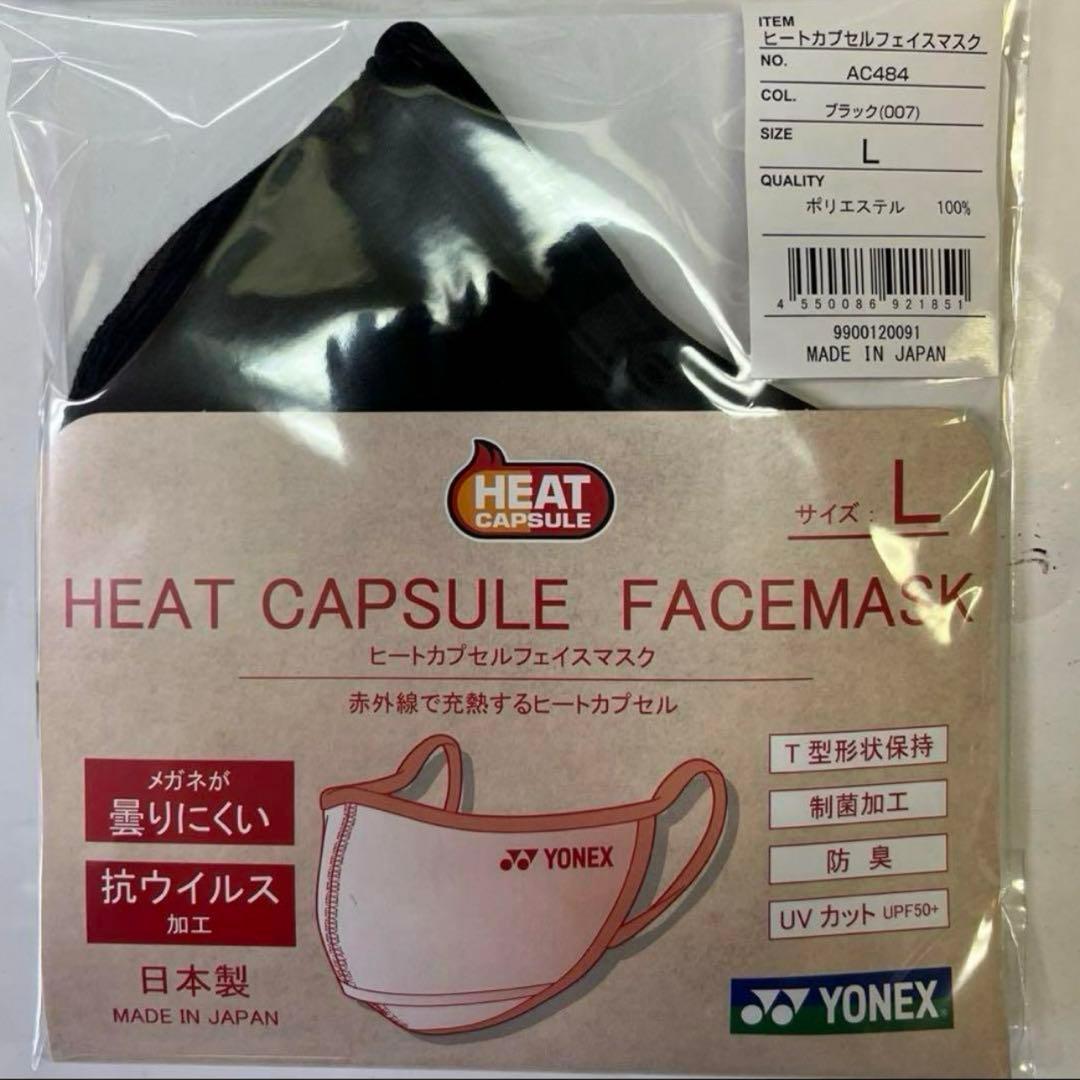 ITEM
ヒートカプセルフェイスマスク
NO.
AC484
COL.
ブラック(007)
SIZE
L
QUALITY
ポリエステル 100%
4 550086 921851
9900120091
MADE IN JAPAN
HEAT
CAPSULE
サイズ: L
HEAT CAPSULE FACEMASK
ヒートカプセルフェイスマスク
赤外線で充熱するヒートカプセル
メガネが
曇りにくい
抗ウイルス
加工
日本製
MADE IN JAPAN
YONEX
T型形状保持
制菌加工
防臭
UVカット UPF50+
YONEX